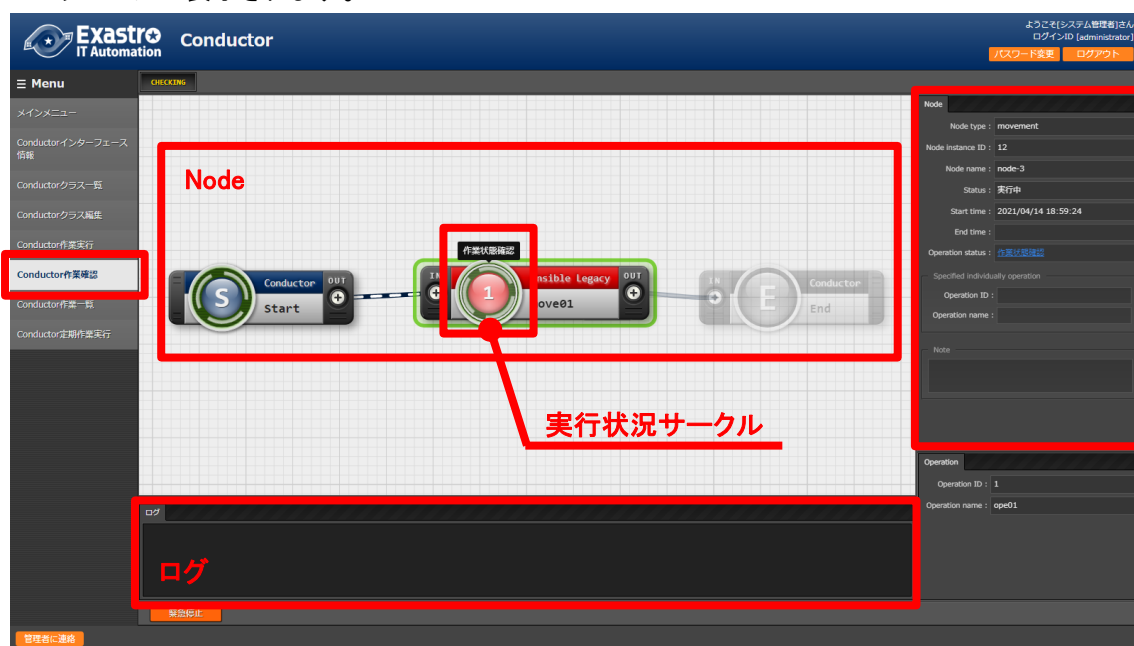 Exastro
IT Automation
Conductor
ようこそ[システム管理者]さん
ログインID [administrator]
パスワード変更
ログアウト
Menu
CHECKING
メインメニュー
Conductorインターフェース
情報
Conductorクラス一覧
Conductorクラス編集
Conductor作業実行
Conductor作業確認
Conductor作業一覧
Conductor定期作業実行
Node
作業状態確認
S
Conductor
Start
OUT
IN
1
nsible Legacy
ove01
OUT
IN
E
Conductor
End
実行状況サークル
ログ
ログ
緊急停止
管理者に連絡
Node
Node type : movement
Node instance ID : 12
Node name : node-3
Status : 実行中
Start time : 2021/04/14 18:59:24
End time :
Operation status : 作業状態確認
Specified individually operation
Operation ID :
Operation name :
Note
Operation
Operation ID : 1
Operation name : ope01